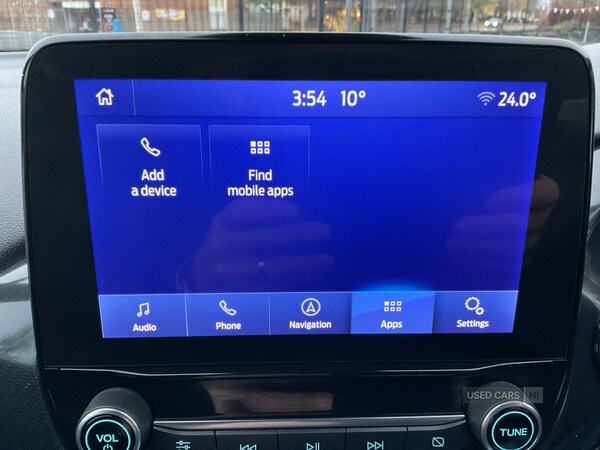 3:54 10° 24.0°
Add
a device
Find
mobile apps
Audio
Phone
Navigation
Apps
Settings
USED CARS NI
VOL
TUNE